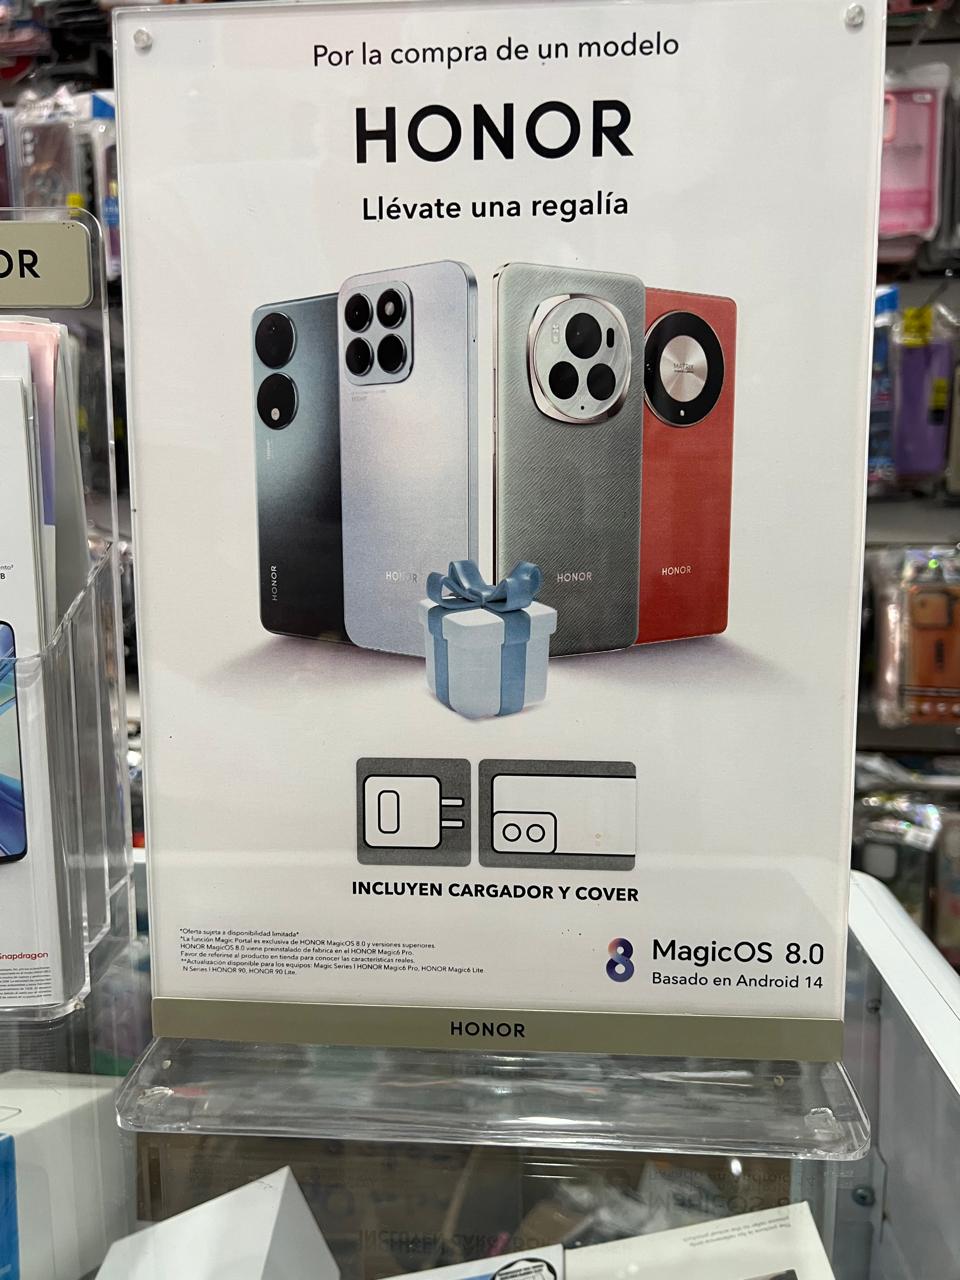 Por la compra de un modelo
HONOR
Llévate una regalía
OR
MATRIX
HONOR
HONOR
HONOR
HONOR
INCLUYEN CARGADOR Y COVER
*Oferta sujeta a disponibilidad limitada*
*La función Magic Portal es exclusiva de HONOR MagicOS 8.0 y versiones superiores
HONOR MagicOS 8.0 viene preinstalado de fabrica en el HONOR Magic6 Pro.
Favor de referirse al producto en tienda para conocer las características reales.
**Actualización disponible para los equipos: Magic Series l HONOR Magic6 Pro, HONOR Magic6 Lite
N Series l HONOR 90, HONOR 90 Lite.
8
MagicOS 8.0
Basado en Android 14
Snapdragon
HONOR